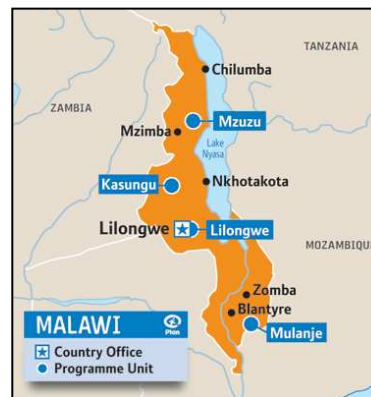 TANZANIA
Chilumba
ZAMBIA
Mzuzu
Mzimba
Lake
Nyasa
Kasungu
Nkhotakota
Lilongwe
Lilongwe
MOZAMBIQUE
Zomba
Blantyre
MALAWI
Plan
Mulanje
Country Office
Programme Unit